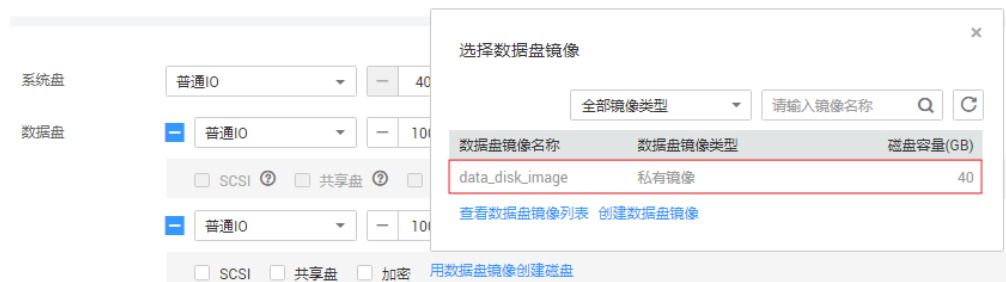 选择数据盘镜像
系统盘 普通IO 40
全部镜像类型 请输入镜像名称
数据盘 普通IO 100
数据盘镜像名称 数据盘镜像类型 磁盘容量(GB)
SCSI 共享盘
data_disk_image 私有镜像 40
查看数据盘镜像列表 创建数据盘镜像
普通IO 100
SCSI 共享盘 加密 用数据盘镜像创建磁盘